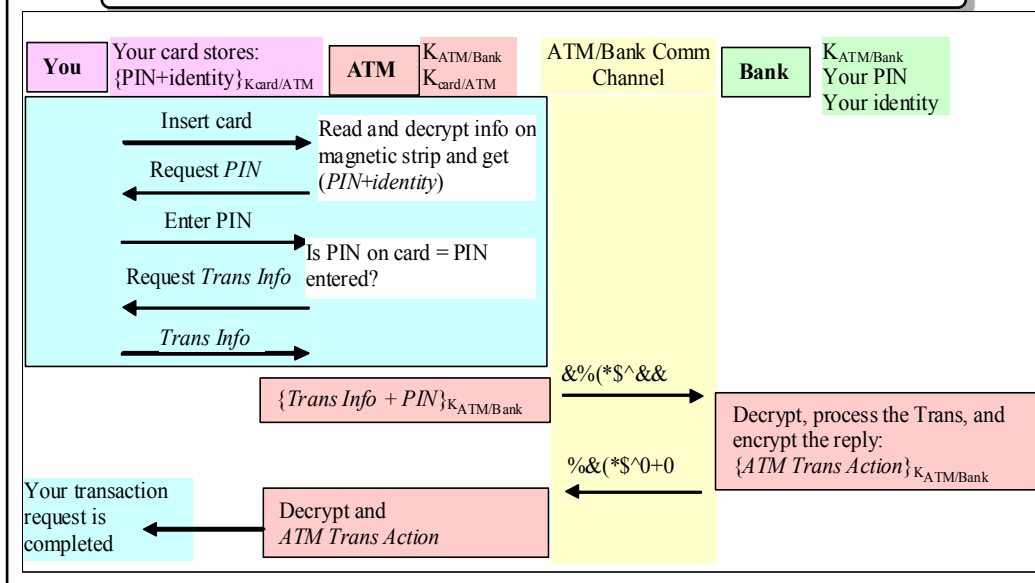 You
Your card stores:
{PIN+identity}Kcard/ATM
ATM
KATM/Bank
Kcard/ATM
ATM/Bank Comm
Channel
Bank
KATM/Bank
Your PIN
Your identity
Insert card
Read and decrypt info on
magnetic strip and get
(PIN+identity)
Request PIN
Enter PIN
Is PIN on card = PIN
entered?
Request Trans Info
Trans Info
{Trans Info + PIN}KATM/Bank
&%(*$^&&
Decrypt, process the Trans, and
encrypt the reply:
{ATM Trans Action}KATM/Bank
%&(*$^0+0
Your transaction
request is
completed
Decrypt and
ATM Trans Action